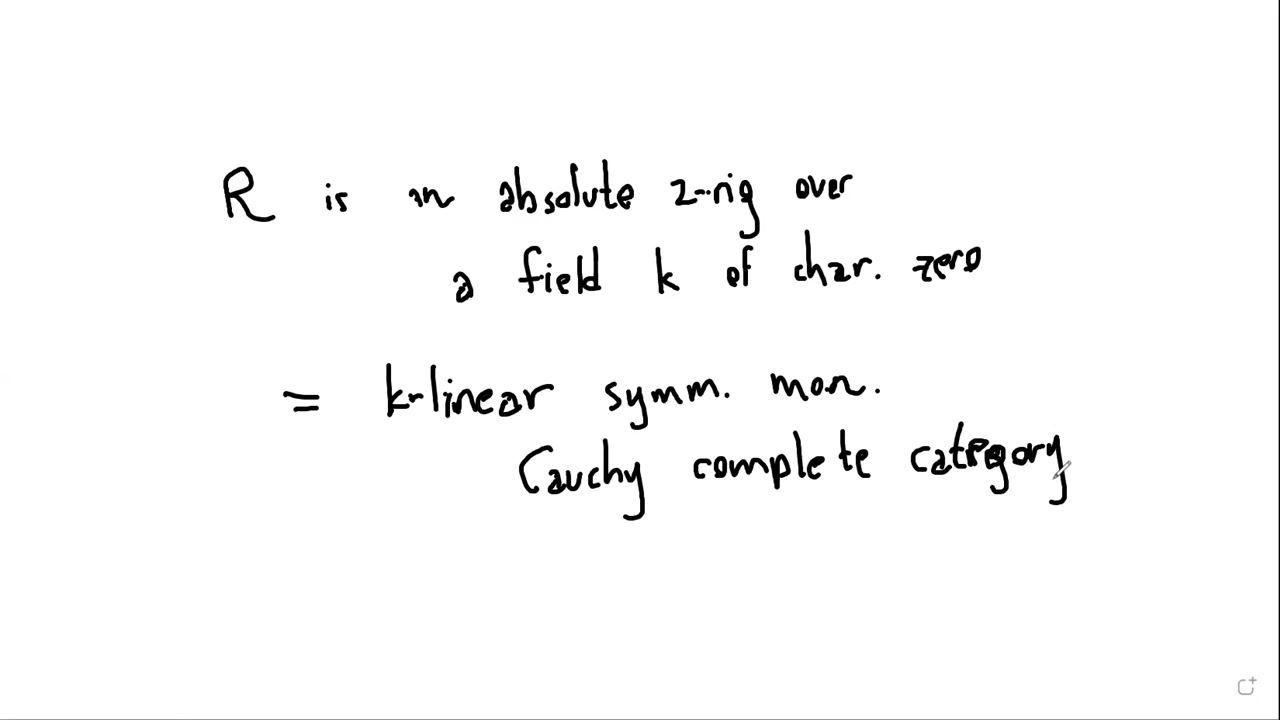 R is an absolute 2-rig over
a field k of char. zero
= k-linear symm. mon.
Cauchy complete category